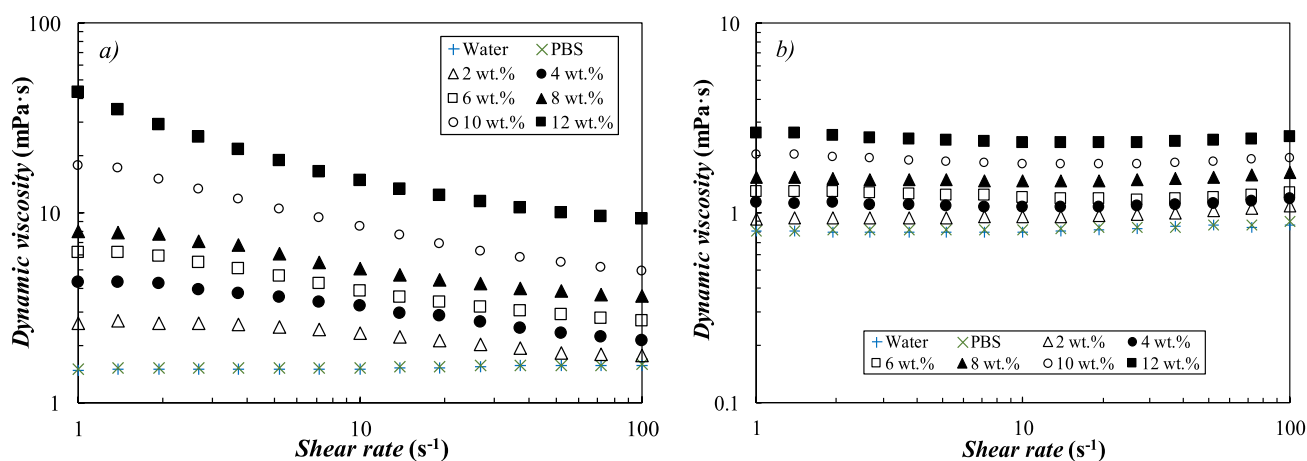 a)
Dynamic viscosity (mPa·s)
100
10
1
Water PBS
2 wt.% 4 wt.%
6 wt.% 8 wt.%
10 wt.% 12 wt.%
1 10 100
Shear rate (s⁻¹)
b)
Dynamic viscosity (mPa·s)
10
1
0.1
Water PBS 2 wt.% 4 wt.%
6 wt.% 8 wt.% 10 wt.% 12 wt.%
1 10 100
Shear rate (s⁻¹)